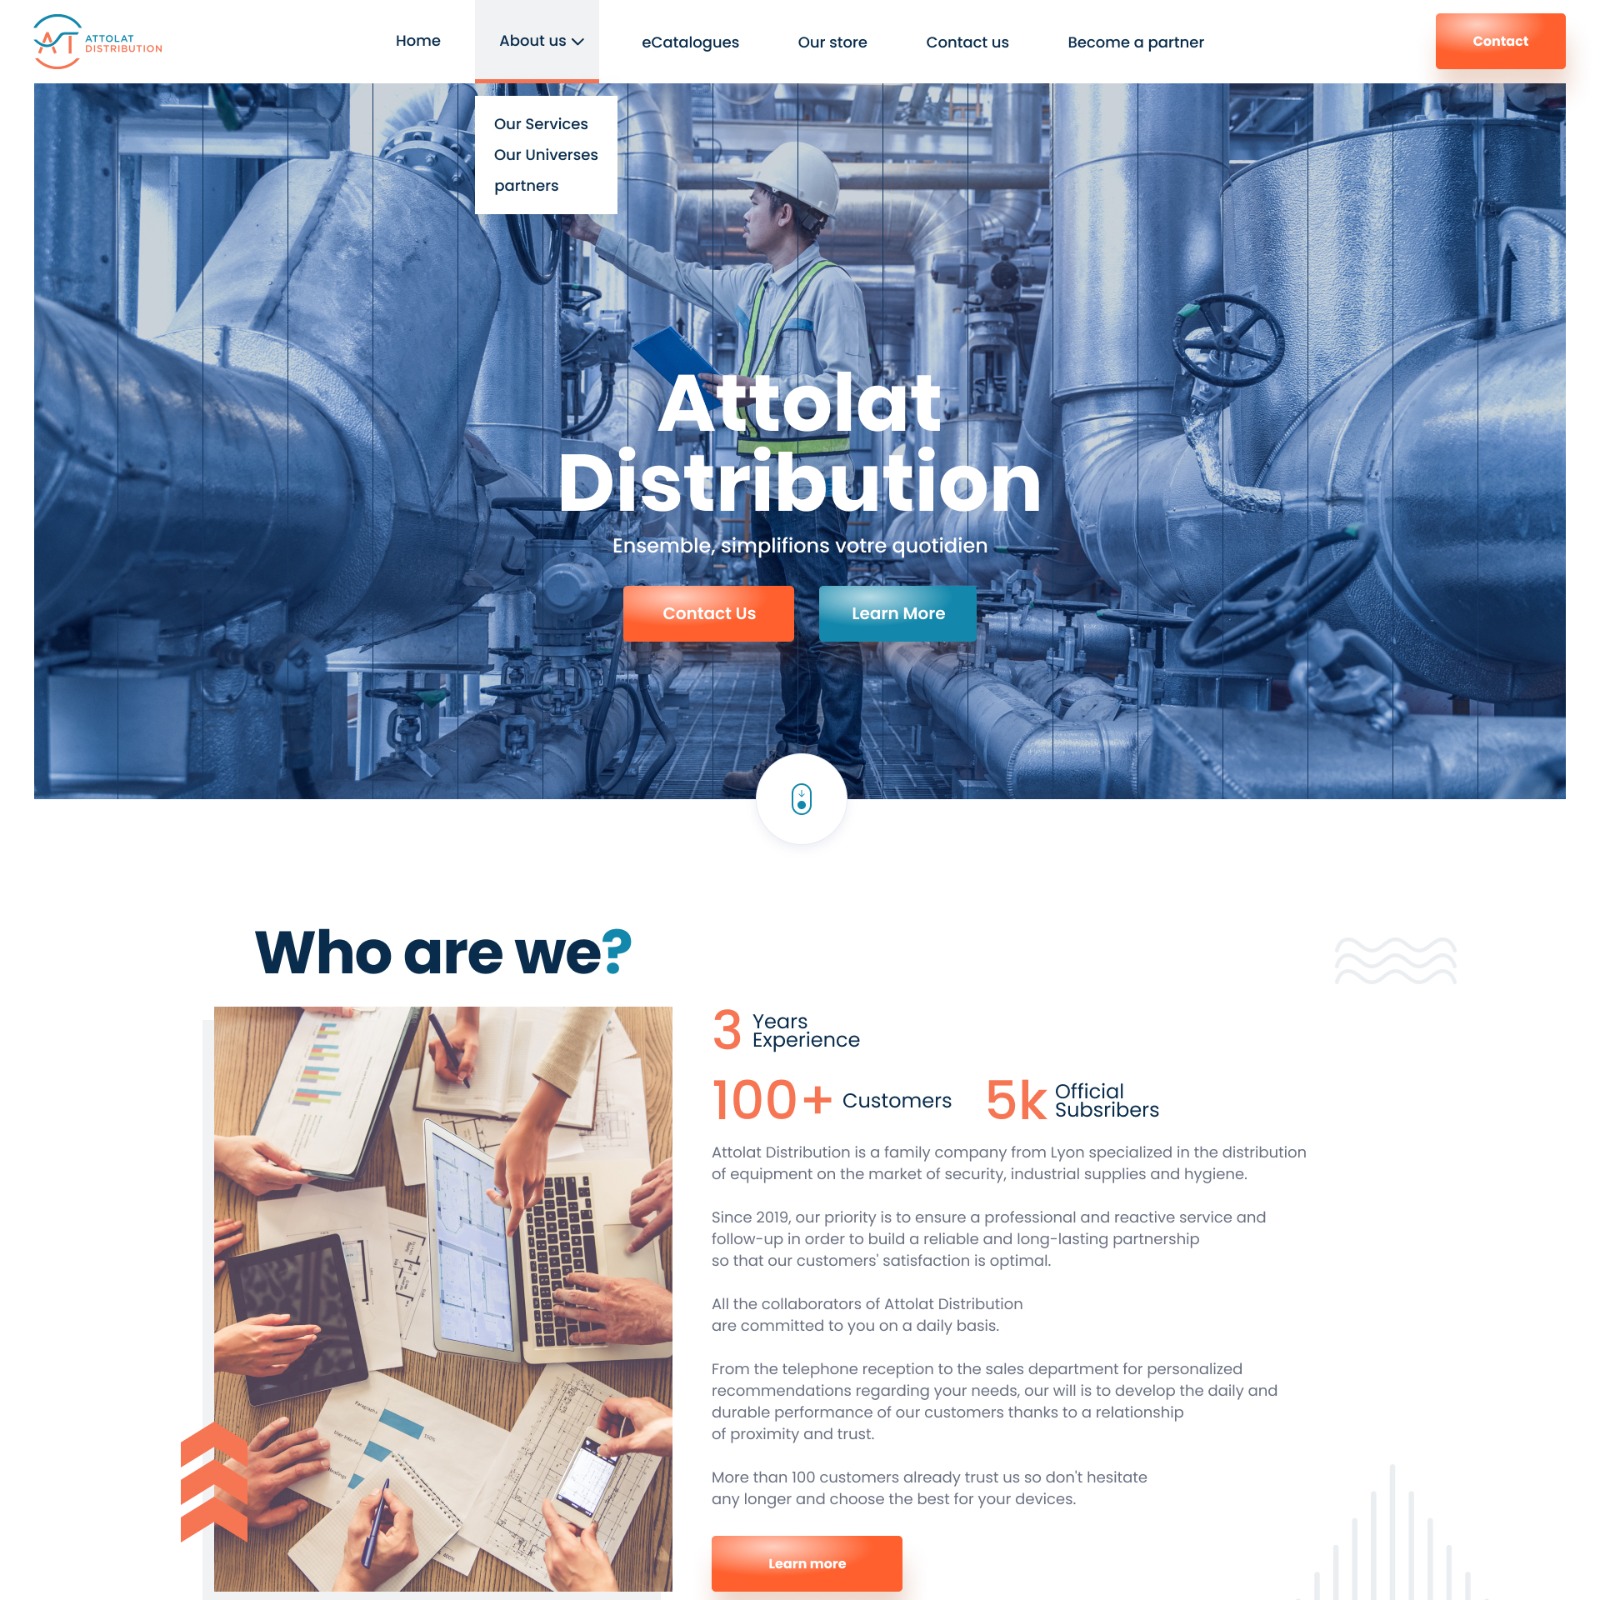 ATTOLAT
DISTRIBUTION
Home
About us
eCatalogues
Our store
Contact us
Become a partner
Contact
Our Services
Our Universes
partners
Attolat
Distribution
Ensemble, simplifions votre quotidien
Contact Us
Learn More
Who are we?
3 Years
Experience
100+ Customers
5k Official
Subsribers
Attolat Distribution is a family company from Lyon specialized in the distribution
of equipment on the market of security, industrial supplies and hygiene.
Since 2019, our priority is to ensure a professional and reactive service and
follow-up in order to build a reliable and long-lasting partnership
so that our customers' satisfaction is optimal.
All the collaborators of Attolat Distribution
are committed to you on a daily basis.
From the telephone reception to the sales department for personalized
recommendations regarding your needs, our will is to develop the daily and
durable performance of our customers thanks to a relationship
of proximity and trust.
More than 100 customers already trust us so don't hesitate
any longer and choose the best for your devices.
Learn more